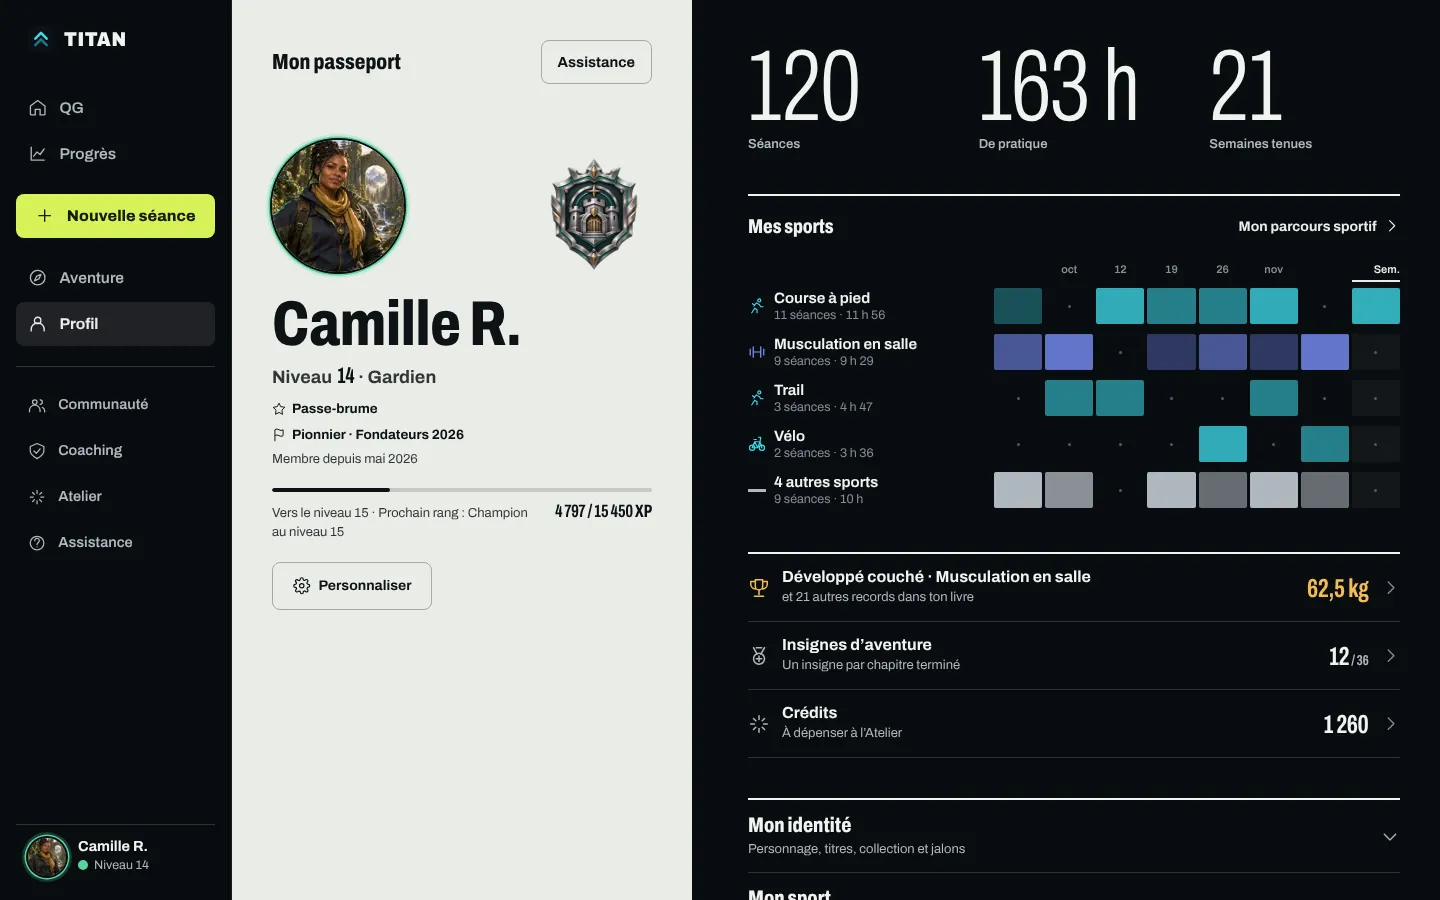 TITAN
QG
Progrès
Nouvelle séance
Aventure
Profil
Communauté
Coaching
Atelier
Assistance
Camille R.
Niveau 14
Mon passeport
Assistance
Camille R.
Niveau 14 · Gardien
Passe-brume
Pionnier · Fondateurs 2026
Membre depuis mai 2026
Vers le niveau 15 · Prochain rang : Champion
au niveau 15
4 797 / 15 450 XP
Personnaliser
120
Séances
163 h
De pratique
21
Semaines tenues
Mes sports
Mon parcours sportif
oct 12 19 26 nov Sem.
Course à pied
11 séances · 11 h 56
Musculation en salle
9 séances · 9 h 29
Trail
3 séances · 4 h 47
Vélo
2 séances · 3 h 36
4 autres sports
9 séances · 10 h
Développé couché · Musculation en salle
et 21 autres records dans ton livre
62,5 kg
Insignes d’aventure
Un insigne par chapitre terminé
12 / 36
Crédits
À dépenser à l’Atelier
1 260
Mon identité
Personnage, titres, collection et jalons
Mon sport